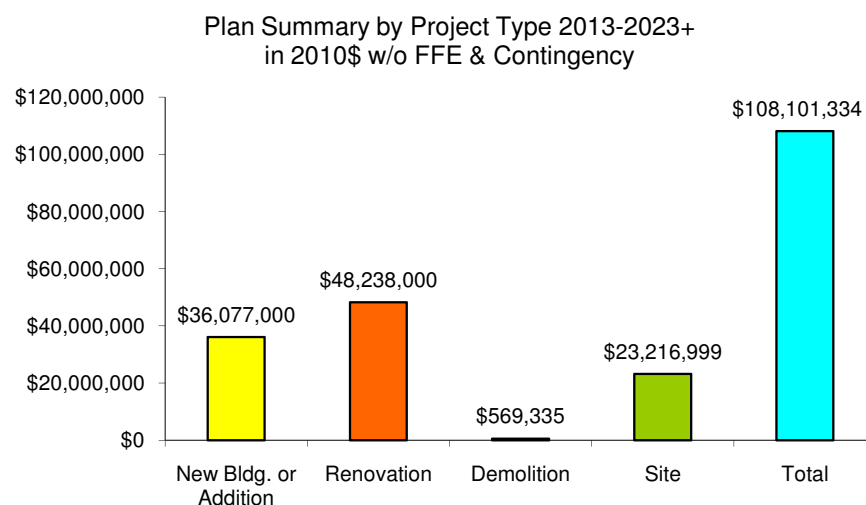 Plan Summary by Project Type 2013-2023+
in 2010$ w/o FFE & Contingency
$120,000,000
$100,000,000
$80,000,000
$60,000,000
$40,000,000
$20,000,000
$0
$36,077,000
$48,238,000
$569,335
$23,216,999
$108,101,334
New Bldg. or
Addition
Renovation
Demolition
Site
Total